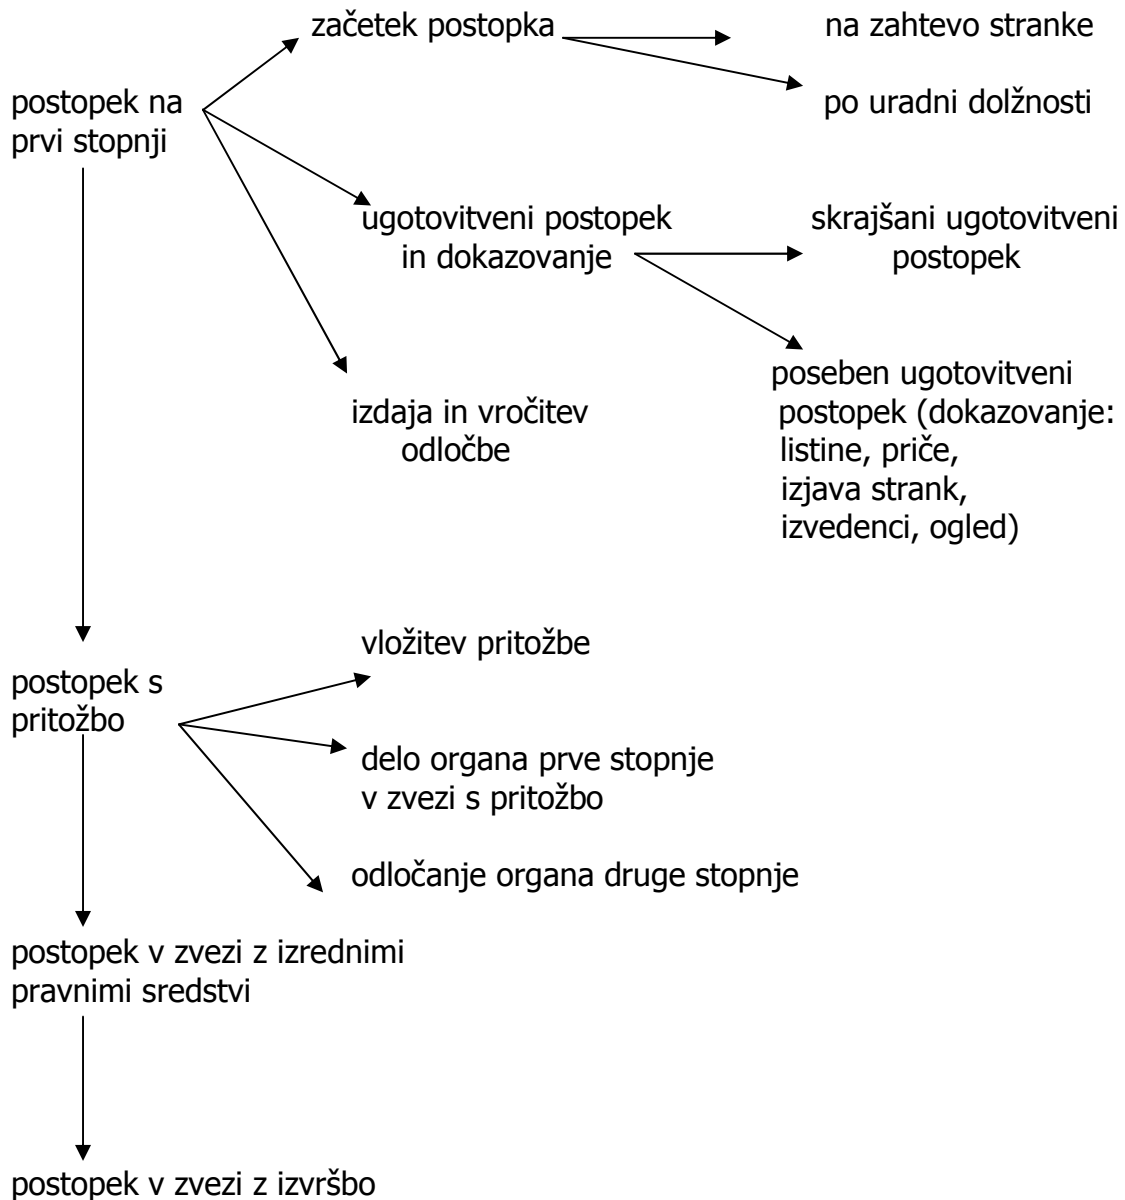 začetek postopka
na zahtevo stranke
po uradni dolžnosti
postopek na
prvi stopnji
ugotovitveni postopek
in dokazovanje
skrajšani ugotovitveni
postopek
poseben ugotovitveni
postopek (dokazovanje:
listine, priče,
izjava strank,
izvedenci, ogled)
izdaja in vročitev
odločbe
postopek s
pritožbo
vložitev pritožbe
delo organa prve stopnje
v zvezi s pritožbo
odločanje organa druge stopnje
postopek v zvezi z izrednimi
pravnimi sredstvi
postopek v zvezi z izvršbo